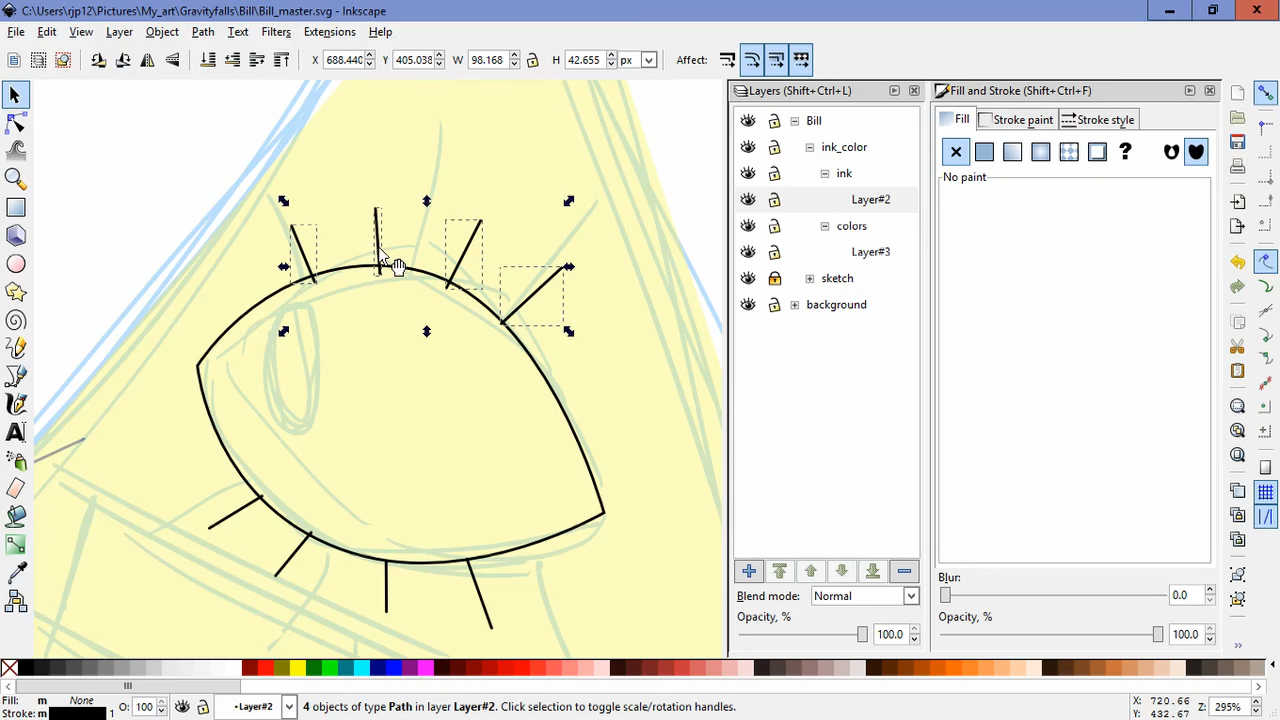 C:\Users\rjp12\Pictures\My_art\Gravityfalls\Bill\Bill_master.svg - Inkscape
File Edit View Layer Object Path Filters Text Extensions Help
X 688.440 Y 405.038 W 98.168 H 42.655 px Affect:
Layers (Shift+Ctrl+L)
Fill and Stroke (Shift+Ctrl+F)
Bill
Fill Stroke paint Stroke style
ink_color
?
ink
No paint
Layer#2
colors
Layer#3
sketch
background
Blur:
Blend mode: Normal
0.0
Opacity, %
Opacity, %
100.0
100.0
Fill: m None O: 100 •Layer#2 4 objects of type Path in layer Layer#2. Click selection to toggle scale/rotation handles. X: 720.66 Z: 295%
Stroke: m 1 Y: 432.67